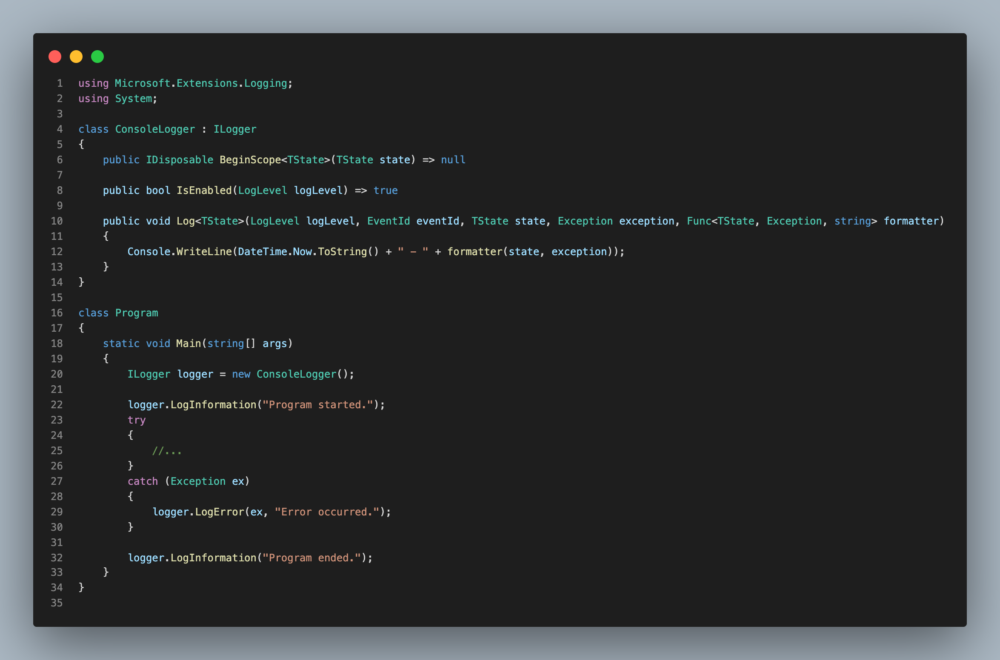 1 using Microsoft.Extensions.Logging;
2 using System;
3
4 class ConsoleLogger : ILogger
5 {
6     public IDisposable BeginScope<TState>(TState state) => null
7
8     public bool IsEnabled(LogLevel logLevel) => true
9
10     public void Log<TState>(LogLevel logLevel, EventId eventId, TState state, Exception exception, Func<TState, Exception, string> formatter)
11     {
12         Console.WriteLine(DateTime.Now.ToString() + " - " + formatter(state, exception));
13     }
14 }
15
16 class Program
17 {
18     static void Main(string[] args)
19     {
20         ILogger logger = new ConsoleLogger();
21
22         logger.LogInformation("Program started.");
23         try
24         {
25             //...
26         }
27         catch (Exception ex)
28         {
29             logger.LogError(ex, "Error occurred.");
30         }
31
32         logger.LogInformation("Program ended.");
33     }
34 }
35